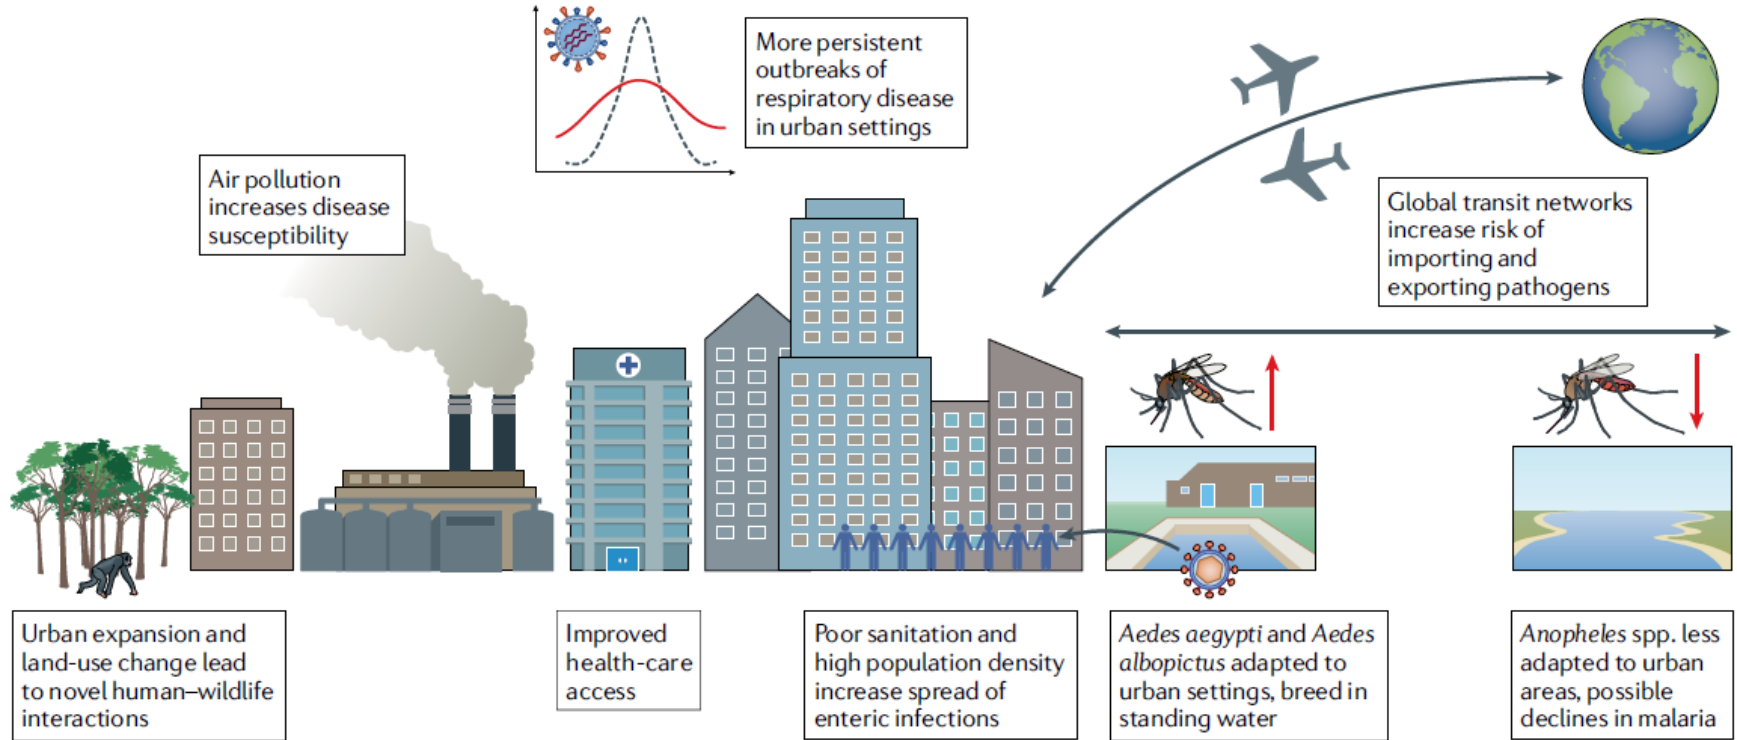 More persistent
outbreaks of
respiratory disease
in urban settings
Air pollution
increases disease
susceptibility
Global transit networks
increase risk of
importing and
exporting pathogens
Urban expansion and
land-use change lead
to novel human–wildlife
interactions
Improved
health-care
access
Poor sanitation and
high population density
increase spread of
enteric infections
Aedes aegypti and Aedes
albopictus adapted to
urban settings, breed in
standing water
Anopheles spp. less
adapted to urban
areas, possible
declines in malaria